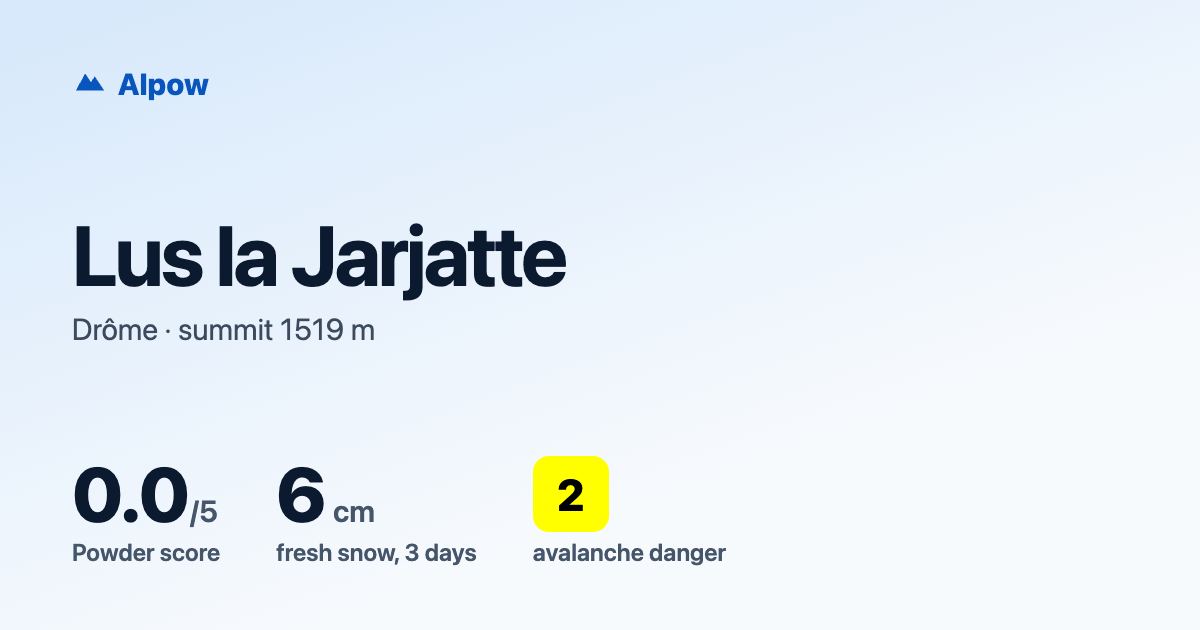 Alpow
Lus la Jarjatte
Drôme · summit 1519 m
0.0/5
Powder score
6 cm
fresh snow, 3 days
2
avalanche danger